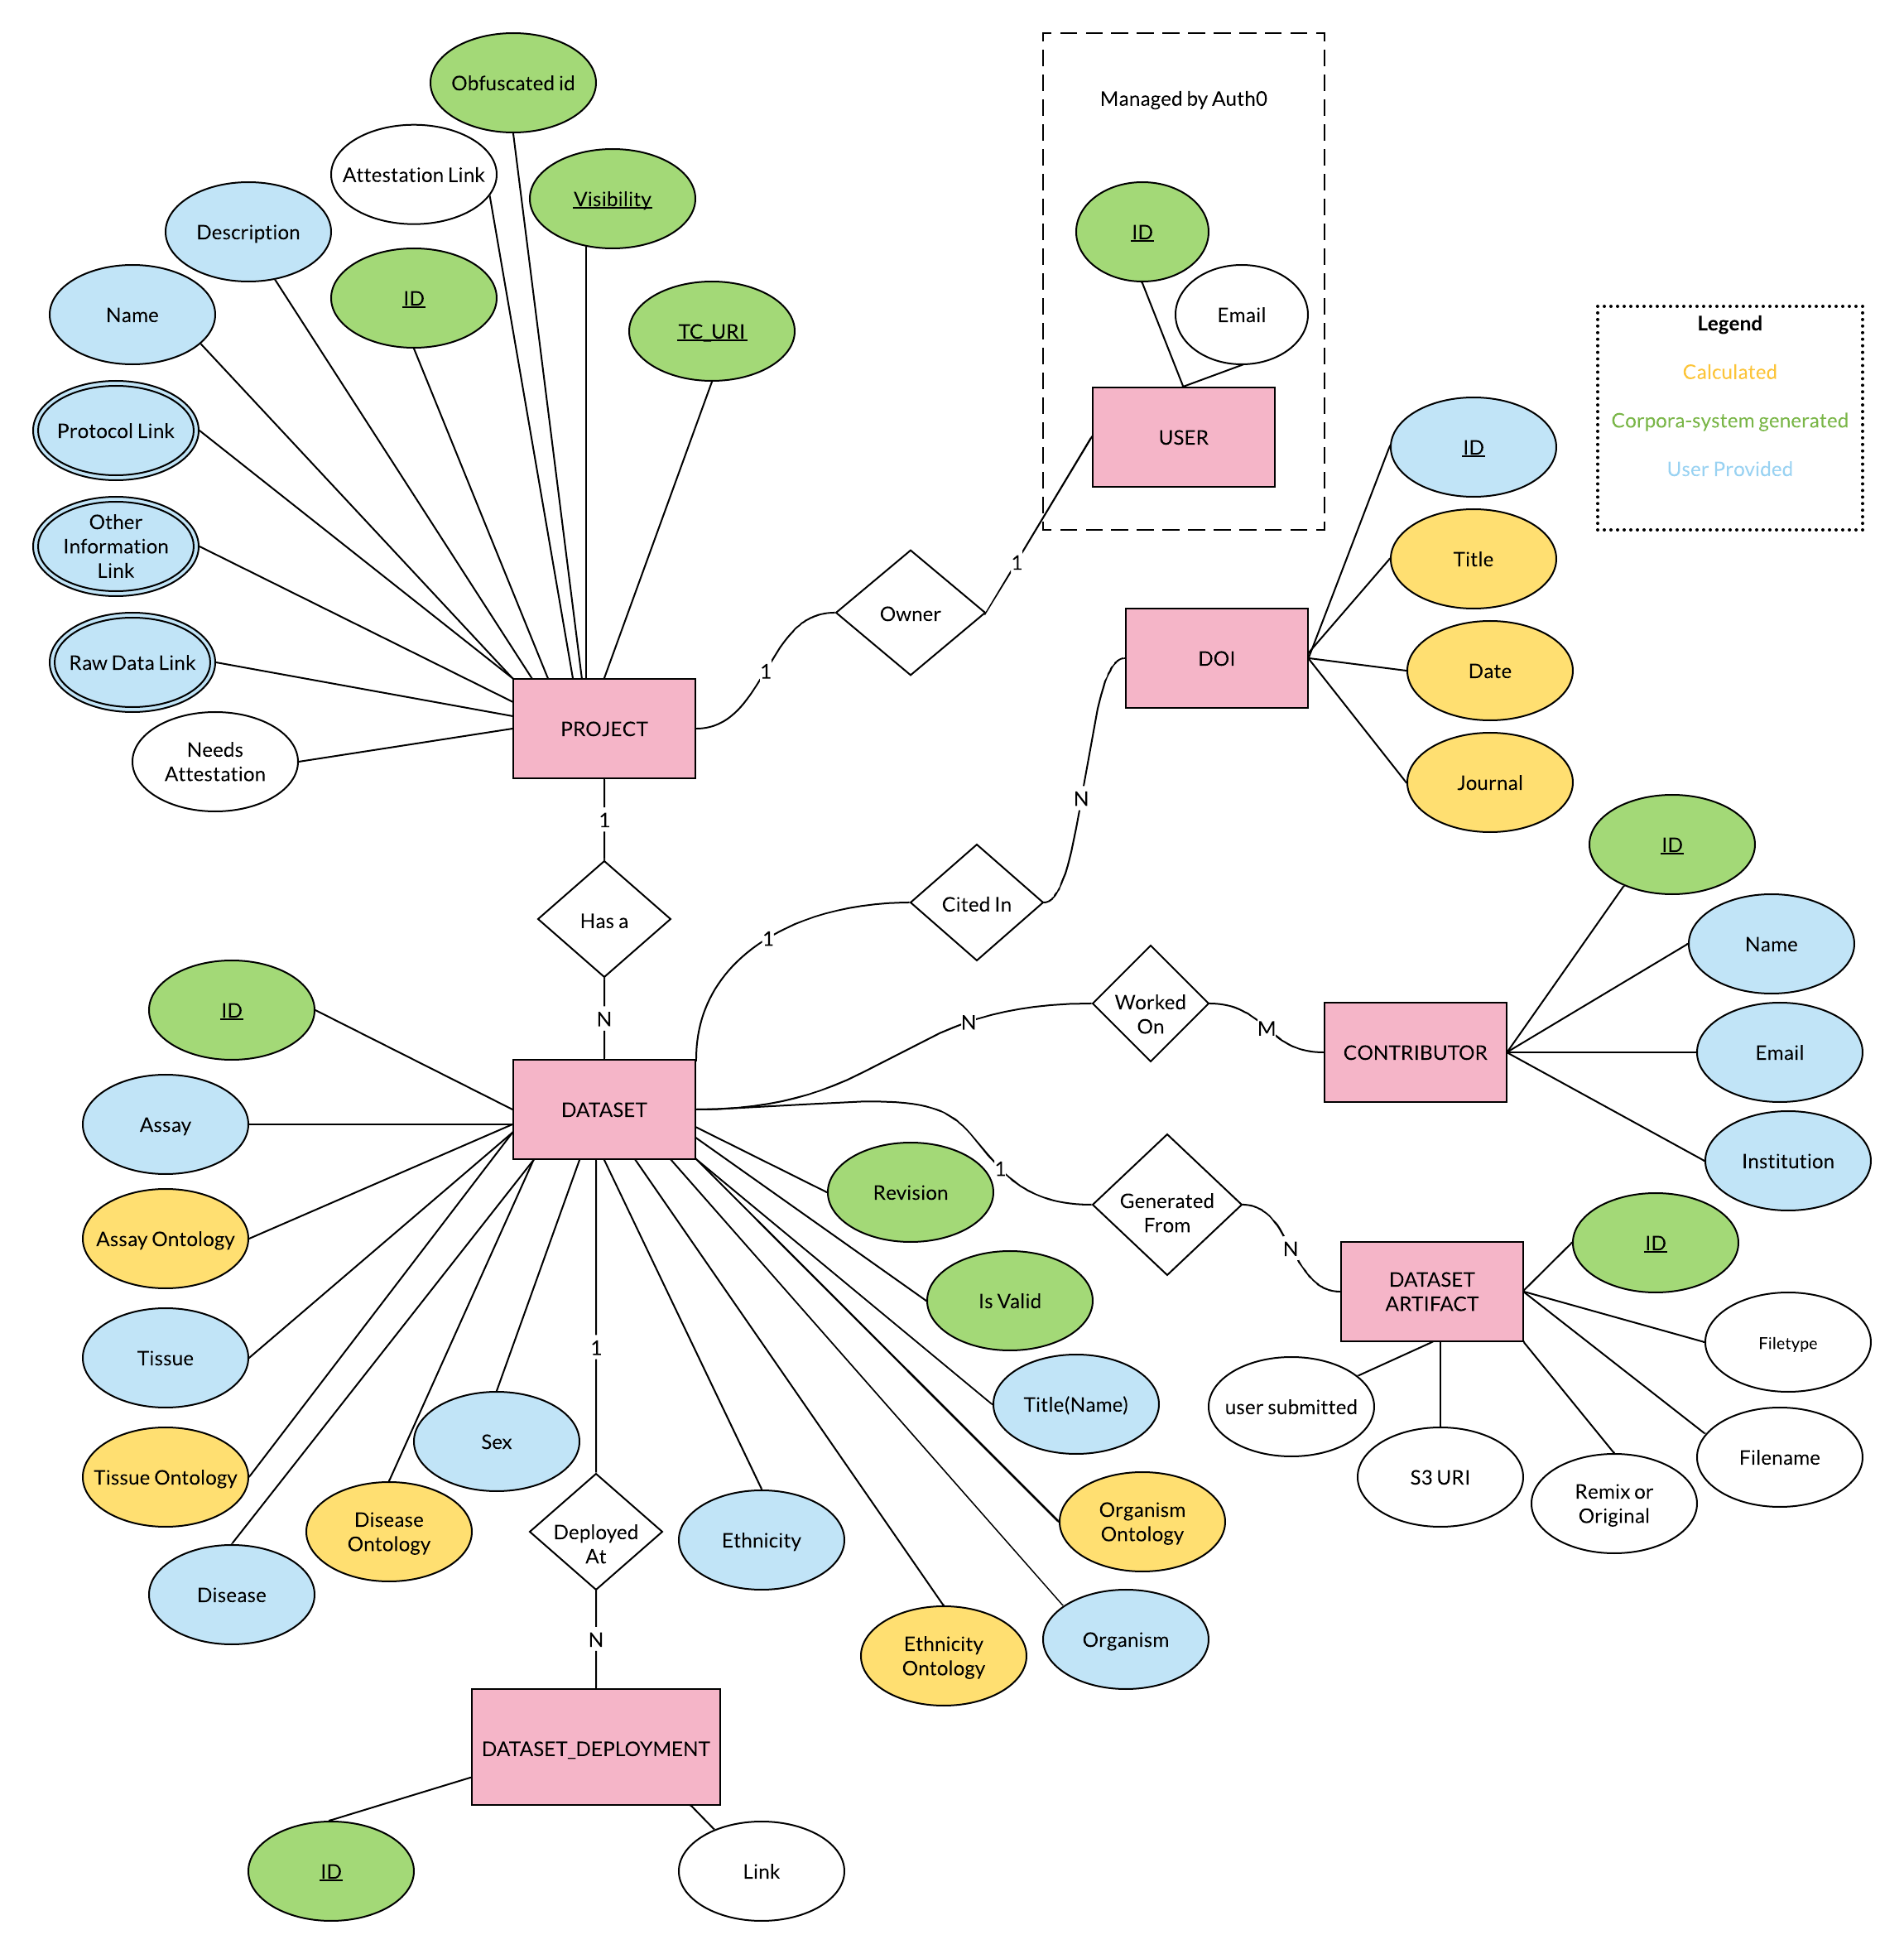 Obfuscated id
Managed by Auth0
Attestation Link
Visibility
Description
ID
ID
Name
TC_URI
Email
Legend
Calculated
Corpora-system generated
User Provided
Protocol Link
USER
ID
Other
Information
Link
Title
1
Owner
Raw Data Link
1
DOI
Date
PROJECT
Needs
Attestation
Journal
1
N
ID
Has a
Cited In
1
Name
ID
N
N
Worked
On
M
CONTRIBUTOR
Email
Assay
DATASET
Institution
1
Revision
Generated
From
Assay Ontology
N
ID
DATASET
ARTIFACT
Is Valid
Filetype
Tissue
1
Title(Name)
user submitted
Sex
Filename
Tissue Ontology
S3 URI
Remix or
Original
Disease
Ontology
Deployed
At
Ethnicity
Organism
Ontology
Disease
N
Ethnicity
Ontology
Organism
DATASET_DEPLOYMENT
ID
Link